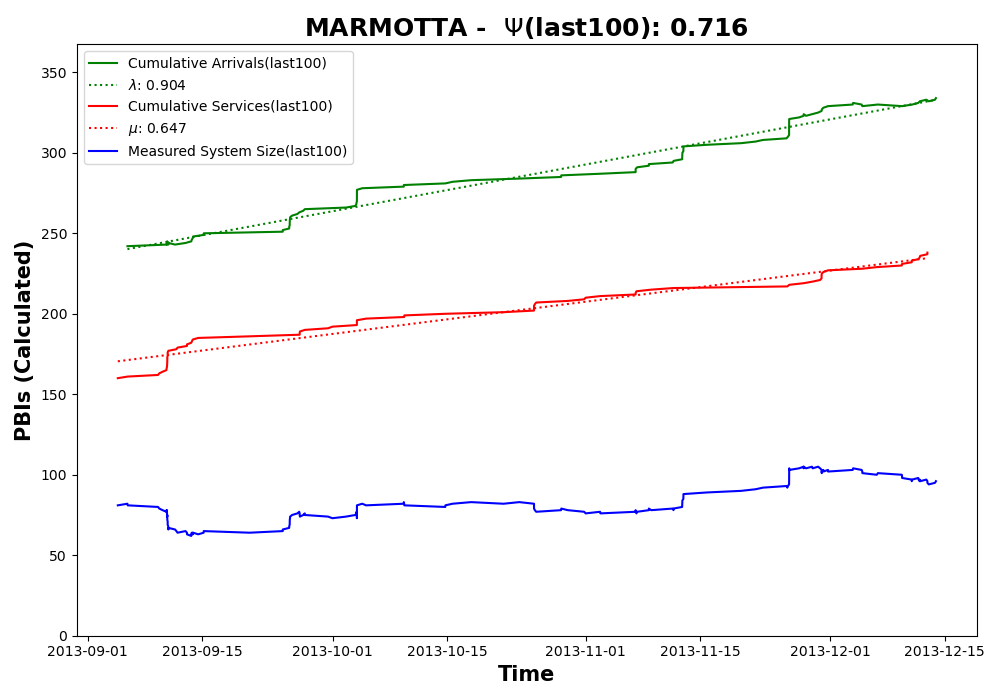 MARMOTTA - Ψ(last100): 0.716
Cumulative Arrivals(last100)
λ: 0.904
Cumulative Services(last100)
μ: 0.647
Measured System Size(last100)
PBIs (Calculated)
350
300
250
200
150
100
50
0
2013-09-01 2013-09-15 2013-10-01 2013-10-15 2013-11-01 2013-11-15 2013-12-01 2013-12-15
Time